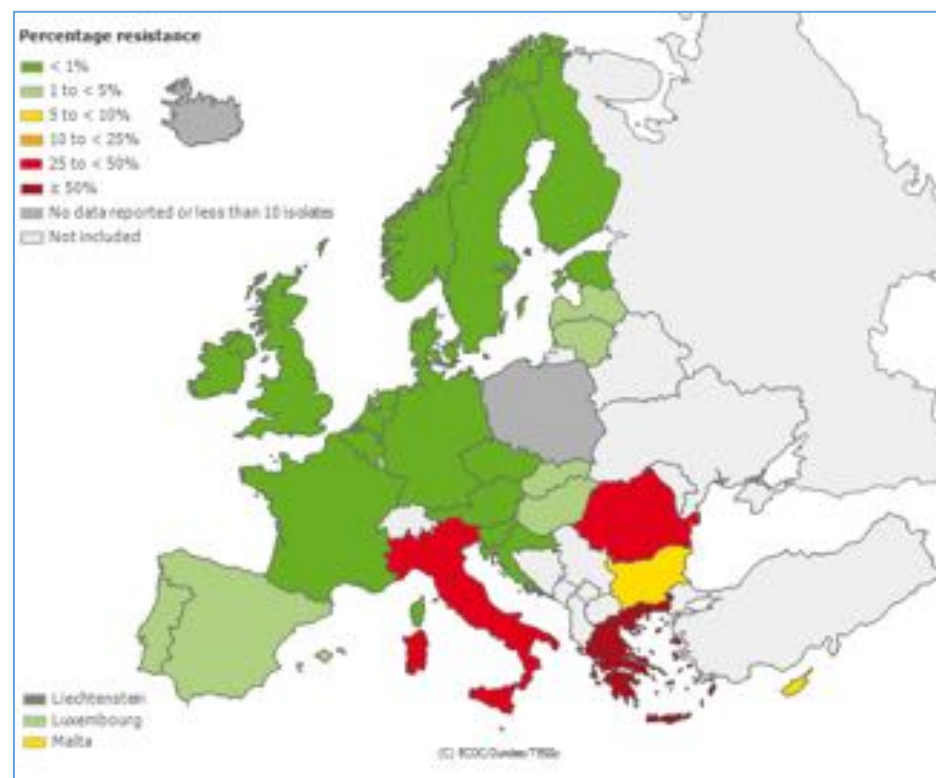 Percentage resistance
< 1%
1 to < 5%
5 to < 10%
10 to < 25%
25 to < 50%
≥ 50%
No data reported or less than 10 isolates
Not included
Liechtenstein
Luxembourg
Malta
(C) ECDC/